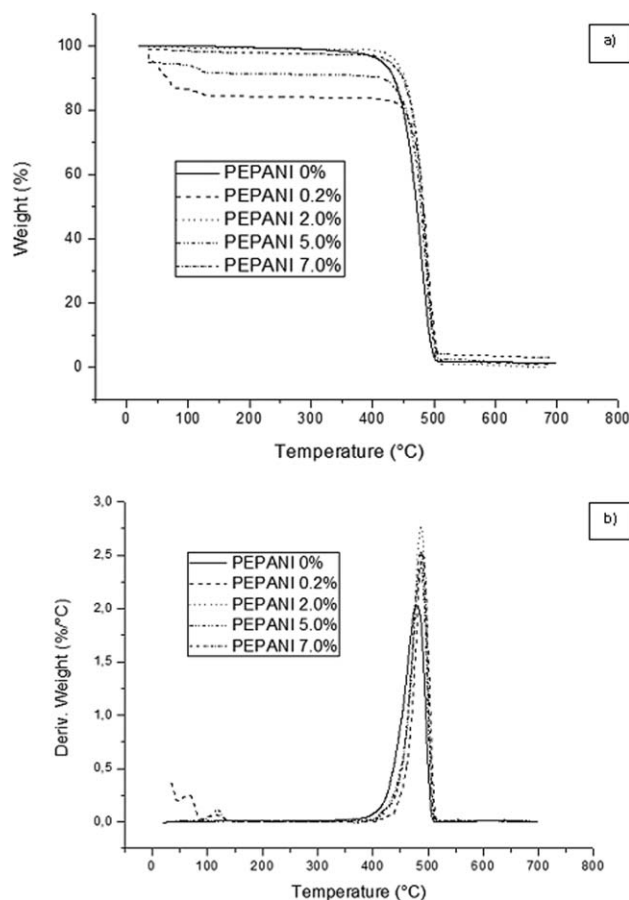 a)
100
80
60
40
20
0
Weight (%)
PEPANI 0%
PEPANI 0.2%
PEPANI 2.0%
PEPANI 5.0%
PEPANI 7.0%
0 100 200 300 400 500 600 700 800
Temperature (°C)
b)
3,0
2,5
2,0
1,5
1,0
0,5
0,0
Deriv. Weight (%/°C)
PEPANI 0%
PEPANI 0.2%
PEPANI 2.0%
PEPANI 5.0%
PEPANI 7.0%
0 100 200 300 400 500 600 700 800
Temperature (°C)